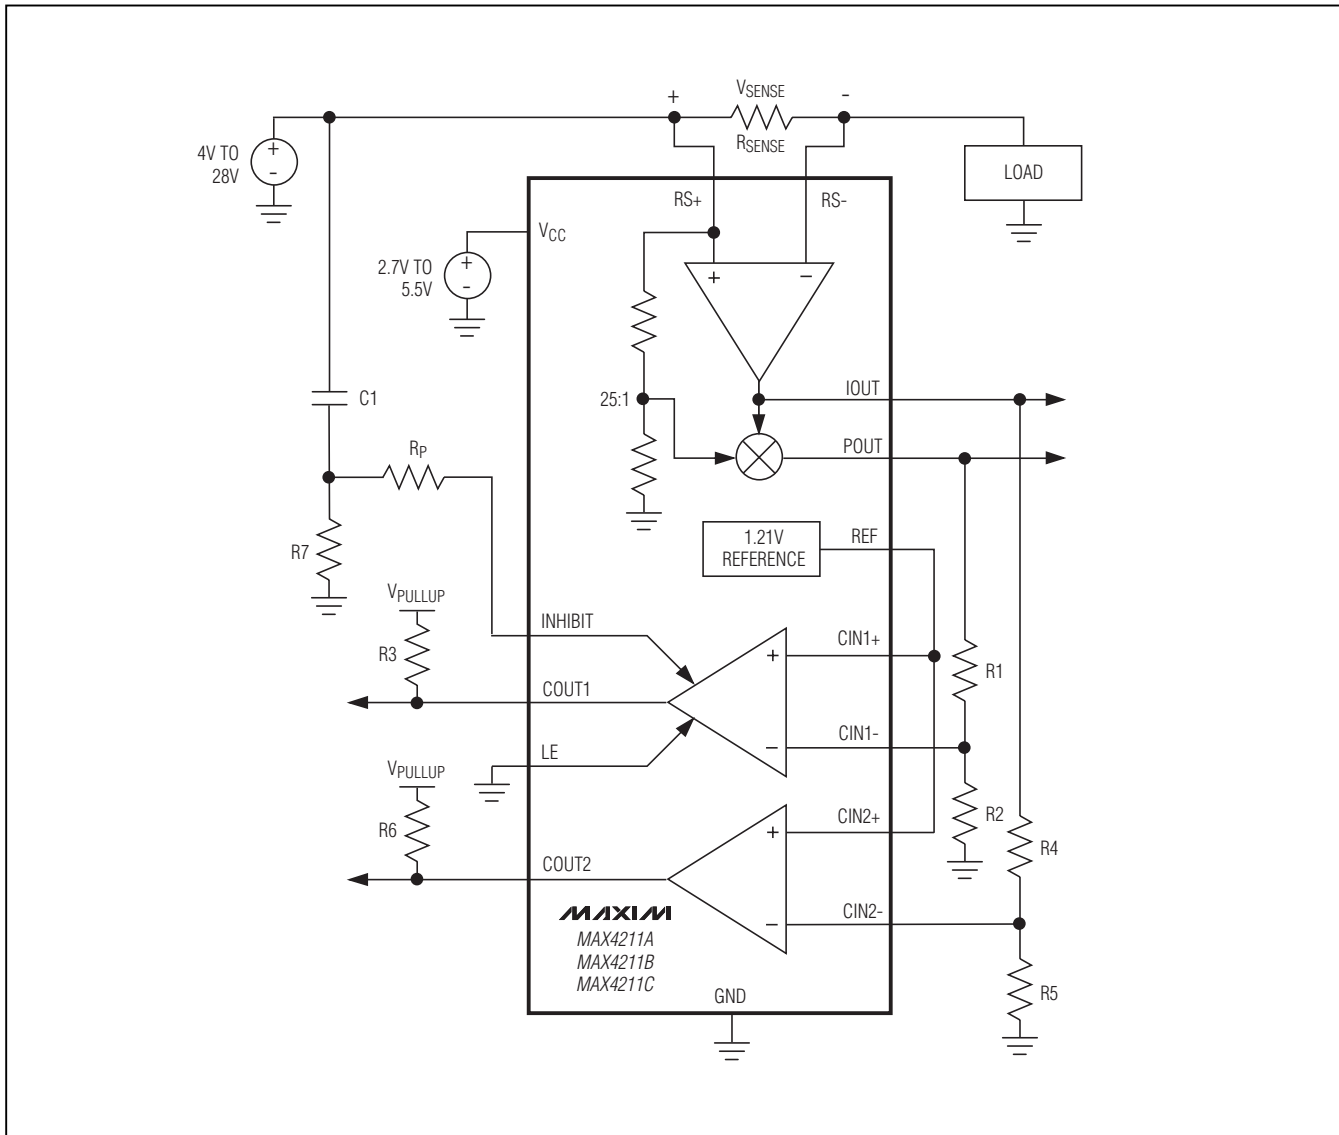 VSENSE
+
-
RSENSE
4V TO
28V
+
-
LOAD
RS+
RS-
VCC
2.7V TO
5.5V
+
-
+
−
C1
25:1
IOUT
RP
POUT
R7
1.21V
REFERENCE
REF
VPULLUP
INHIBIT
CIN1+
R3
+
R1
COUT1
CIN1-
LE
−
VPULLUP
R2
CIN2+
R6
+
R4
COUT2
MAXIM
CIN2-
−
MAX4211A
MAX4211B
MAX4211C
GND
R5